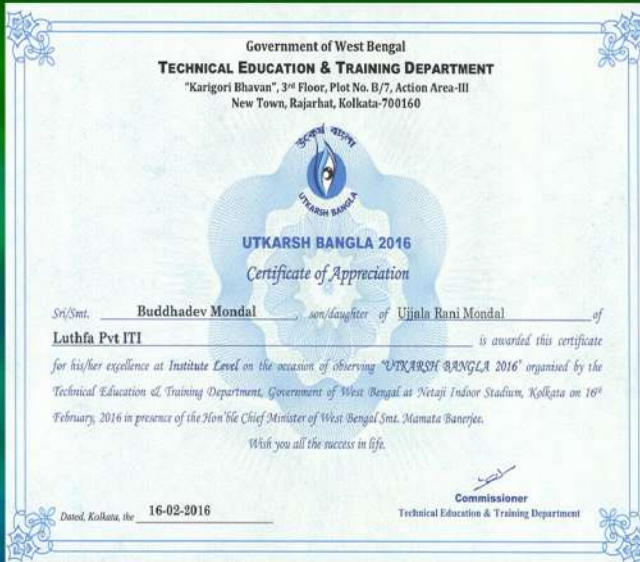 Government of West Bengal
TECHNICAL EDUCATION & TRAINING DEPARTMENT
"Karigori Bhavan", 3rd Floor, Plot No. B/7, Action Area-III
New Town, Rajarhat, Kolkata-700160
উৎকর্ষ বাংলা
UTKARSH BANGLA
UTKARSH BANGLA 2016
Certificate of Appreciation
Sri/Smt. Buddhadev Mondal, son/daughter of Ujjala Rani Mondal of
Luthfa Pvt ITI is awarded this certificate
for his/her excellence at Institute Level on the occasion of observing "UTKARSH BANGLA 2016" organised by the
Technical Education & Training Department, Government of West Bengal at Netaji Indoor Stadium, Kolkata on 16th
February, 2016 in presence of the Hon'ble Chief Minister of West Bengal Smt. Mamata Banerjee.
Wish you all the success in life.
Commissioner
Technical Education & Training Department
Dated, Kolkata, the 16-02-2016